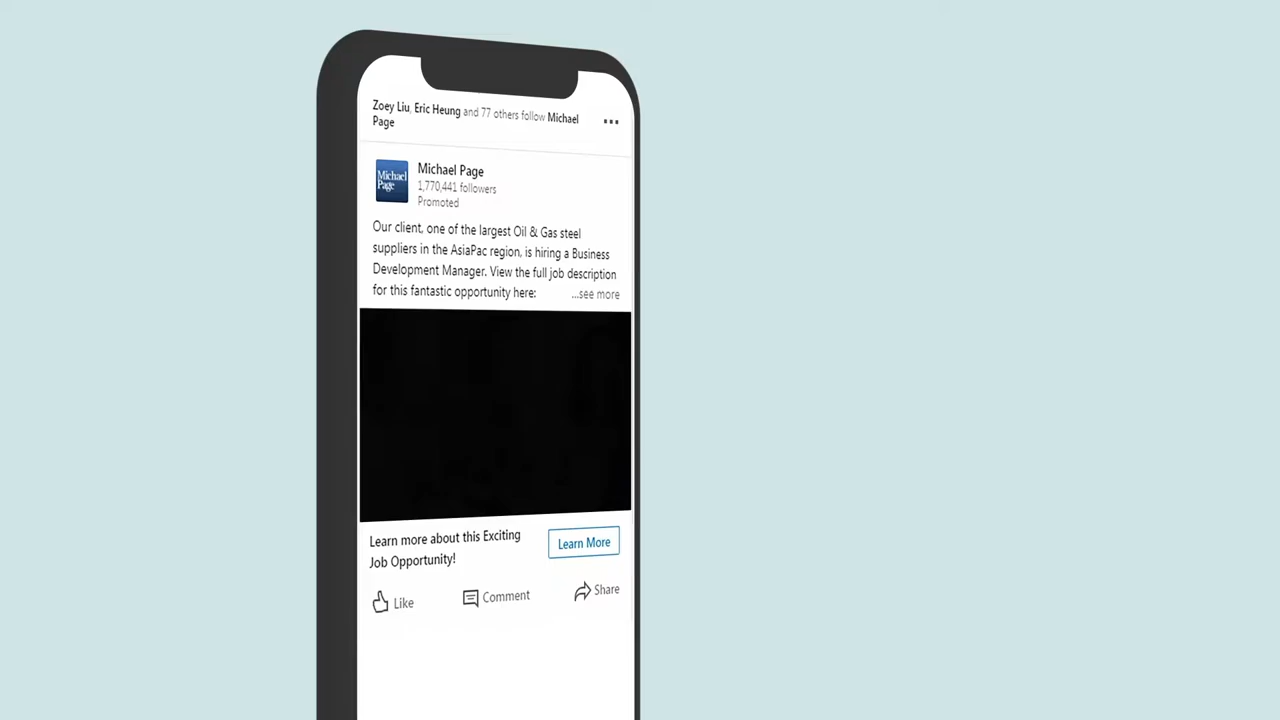 Zoey Liu, Eric Heung and 77 others follow Michael
Page
Michael
Page
Michael Page
1,770,441 followers
Promoted
Our client, one of the largest Oil & Gas steel
suppliers in the AsiaPac region, is hiring a Business
Development Manager. View the full job description
for this fantastic opportunity here: ...see more
Learn more about this Exciting
Job Opportunity!
Learn More
Like
Comment
Share